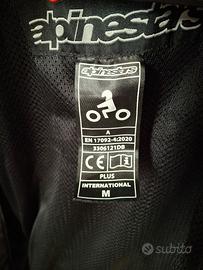 alpinestars
alpinestars
A
EN 17092-4:2020
3306121DB
CE
PLUS
INTERNATIONAL
M
subito